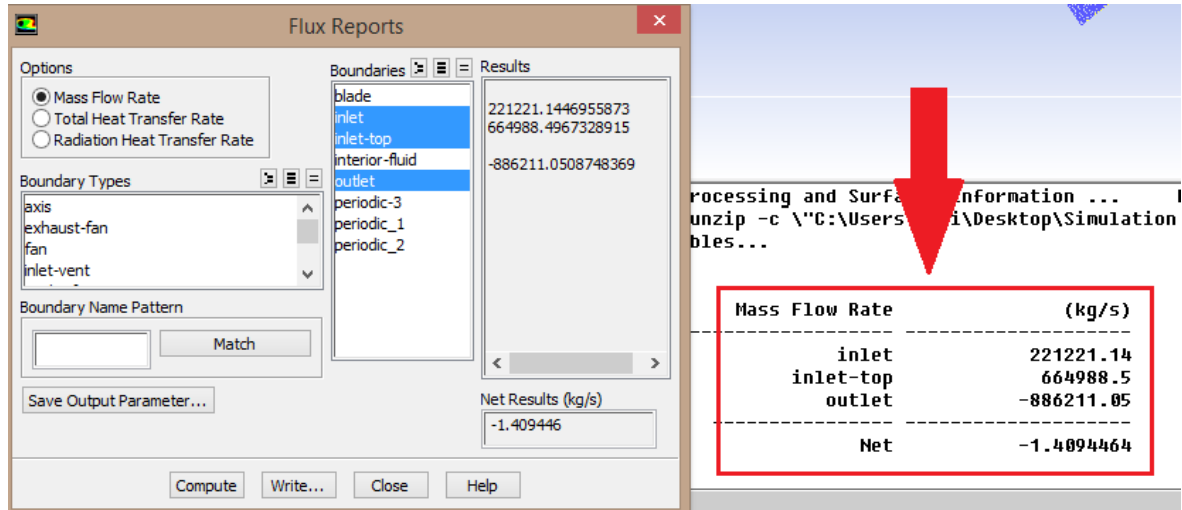 Flux Reports
Options
Mass Flow Rate
Total Heat Transfer Rate
Radiation Heat Transfer Rate
Boundary Types
axis
exhaust-fan
fan
inlet-vent
Boundary Name Pattern
Match
Save Output Parameter...
Boundaries
blade
inlet
inlet-top
interior-fluid
outlet
periodic-3
periodic_1
periodic_2
Results
221221.1446955873
664988.4967328915
-886211.0508748369
Net Results (kg/s)
-1.409446
Compute Write... Close Help
rocessing and Surfa nformation ...
unzip -c \"C:\Users i\Desktop\Simulation
bles...
Mass Flow Rate (kg/s)
-------------------- --------------------
inlet 221221.14
inlet-top 664988.5
outlet -886211.05
---------------- --------------------
Net -1.4094464